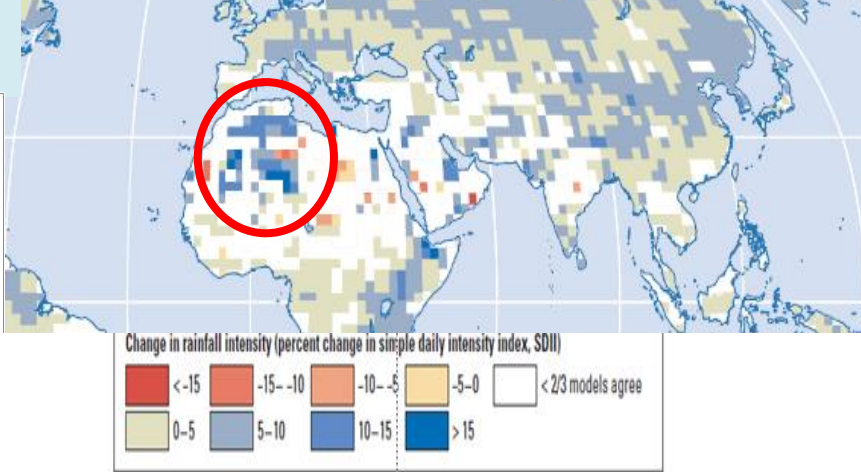 Change in rainfall intensity (percent change in simple daily intensity index, SDII)
<-15 -15--10 -10--5 -5-0 < 2/3 models agree
0-5 5-10 10-15 > 15